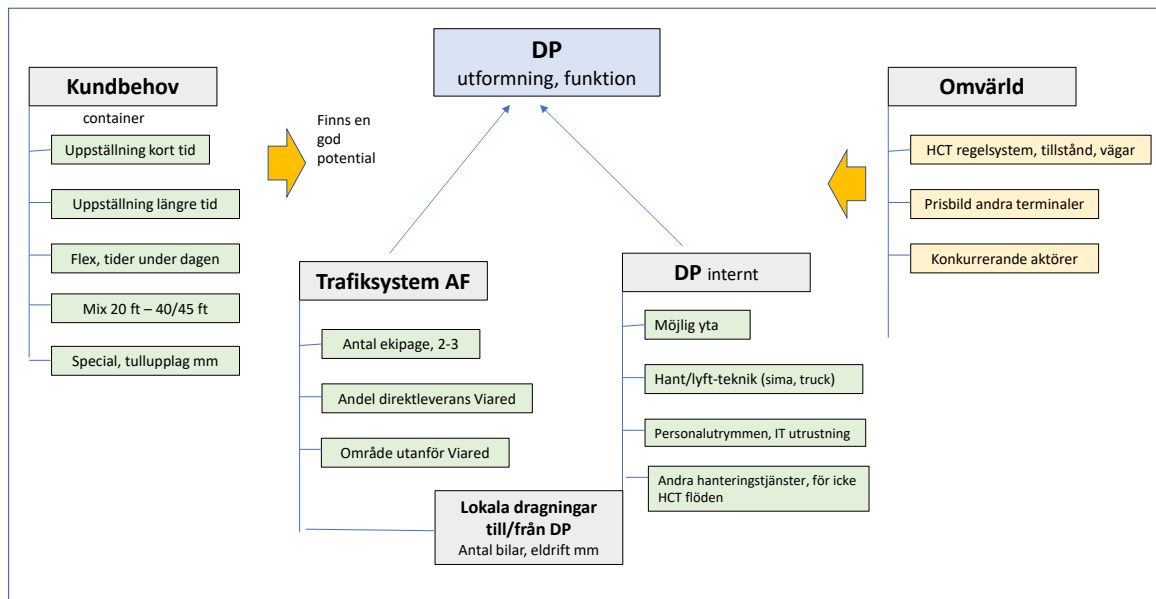 DP
utformning, funktion
Kundbehov
container
Uppställning kort tid
Uppställning längre tid
Flex, tider under dagen
Mix 20 ft – 40/45 ft
Special, tullupplag mm
Finns en
god
potential
Omvärld
HCT regelsystem, tillstånd, vägar
Prisbild andra terminaler
Konkurrerande aktörer
Trafiksystem AF
Antal ekipage, 2-3
Andel direktleverans Viared
Område utanför Viared
DP internt
Möjlig yta
Hant/lyft-teknik (sima, truck)
Personalutrymmen, IT utrustning
Andra hanteringstjänster, för icke
HCT flöden
Lokala dragningar
till/från DP
Antal bilar, eldrift mm